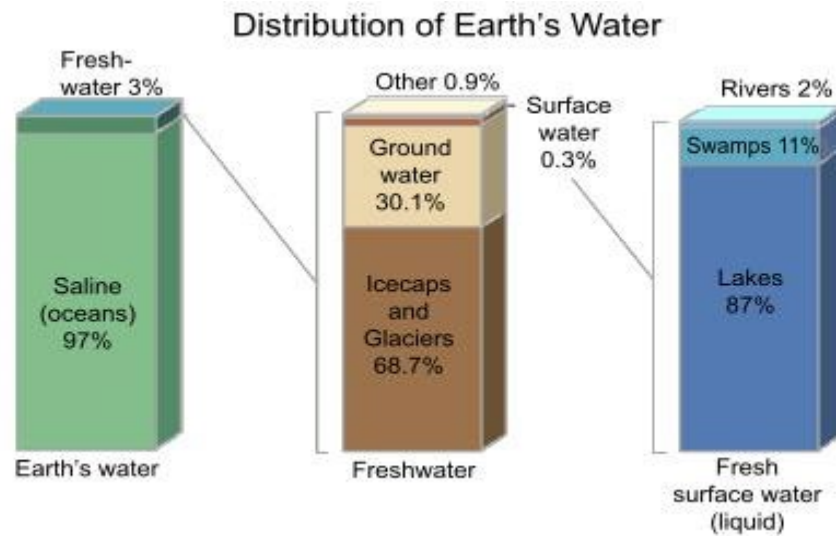 Distribution of Earth's Water
Fresh-
water 3%
Saline
(oceans)
97%
Earth's water
Other 0.9%
Surface
water
0.3%
Ground
water
30.1%
Icecaps
and
Glaciers
68.7%
Freshwater
Rivers 2%
Swamps 11%
Lakes
87%
Fresh
surface water
(liquid)